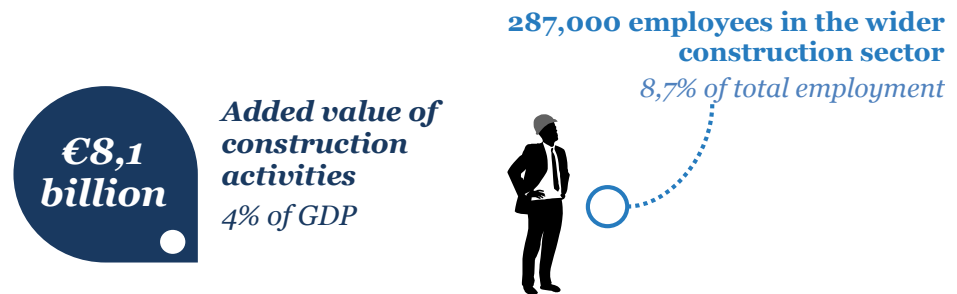 €8,1
billion
Added value of
construction
activities
4% of GDP
287,000 employees in the wider
construction sector
8,7% of total employment